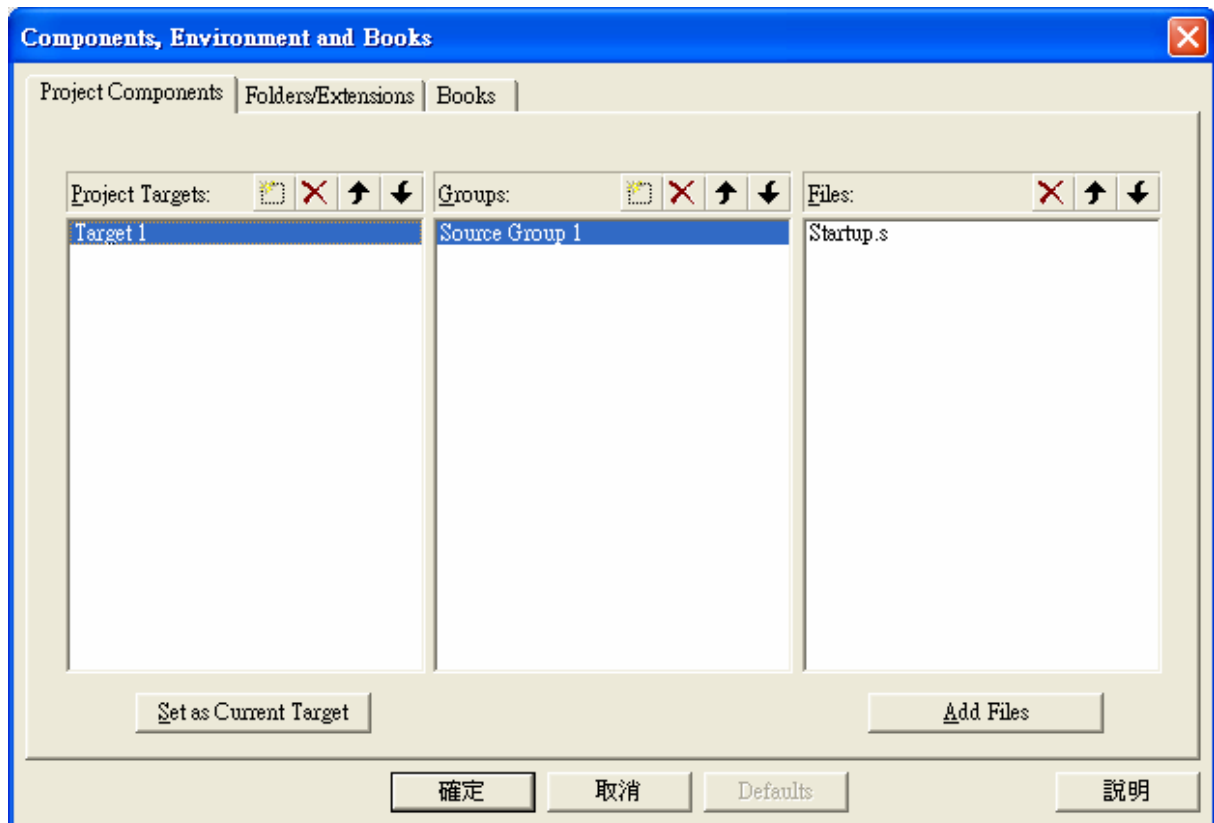 Components, Environment and Books
Project Components Folders/Extensions Books
Project Targets: Groups: Files:
Target 1 Source Group 1 Startup.s
Set as Current Target Add Files
確定 取消 Defaults 説明